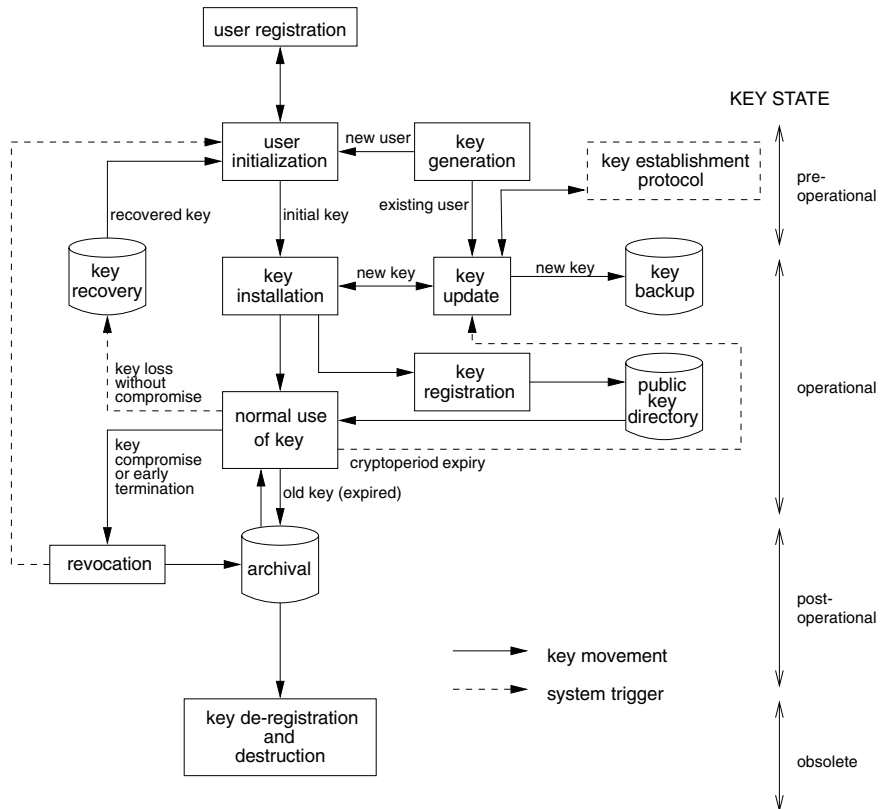 user registration
KEY STATE
user
initialization
new user
key
generation
key establishment
protocol
pre-
operational
recovered key
initial key
existing user
key
recovery
key
installation
new key
key
update
new key
key
backup
key loss
without
compromise
key
registration
public
key
directory
operational
normal use
of key
key
compromise
or early
termination
cryptoperiod expiry
old key (expired)
revocation
archival
post-
operational
key movement
system trigger
key de-registration
and
destruction
obsolete